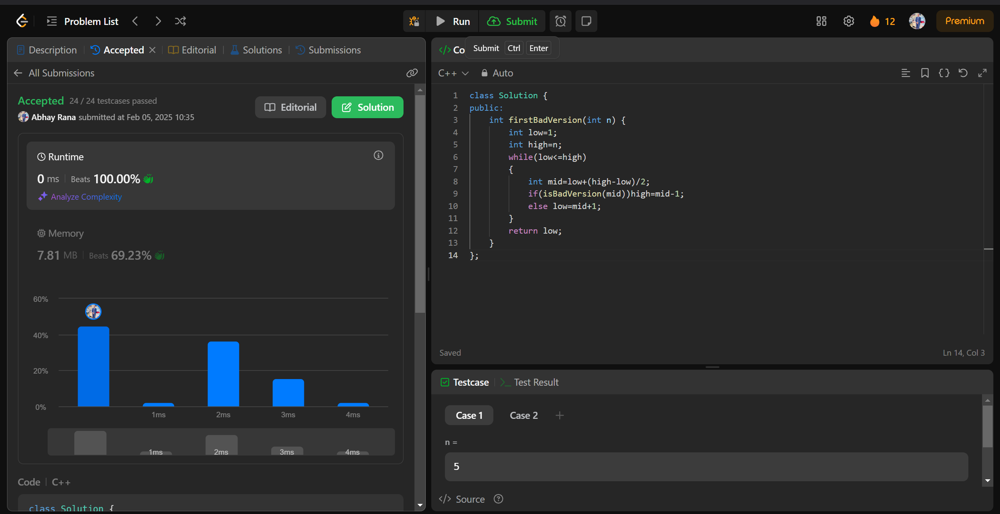 Problem List
Run
Submit
12
Premium
Description
Accepted
Editorial
Solutions
Submissions
Co
Submit Ctrl Enter
All Submissions
C++
Auto
Accepted 24 / 24 testcases passed
Abhay Rana submitted at Feb 05, 2025 10:35
Editorial
Solution
Runtime
0 ms Beats 100.00%
Analyze Complexity
Memory
7.81 MB Beats 69.23%
60%
40%
20%
0%
1ms 2ms 3ms 4ms
1ms 2ms 3ms 4ms
Code C++
class Solution {
1 class Solution {
2 public:
3 int firstBadVersion(int n) {
4 int low=1;
5 int high=n;
6 while(low<=high)
7 {
8 int mid=low+(high-low)/2;
9 if(isBadVersion(mid))high=mid-1;
10 else low=mid+1;
11 }
12 return low;
13 }
14 };
Saved
Ln 14, Col 3
Testcase
Test Result
Case 1
Case 2
n =
5
Source